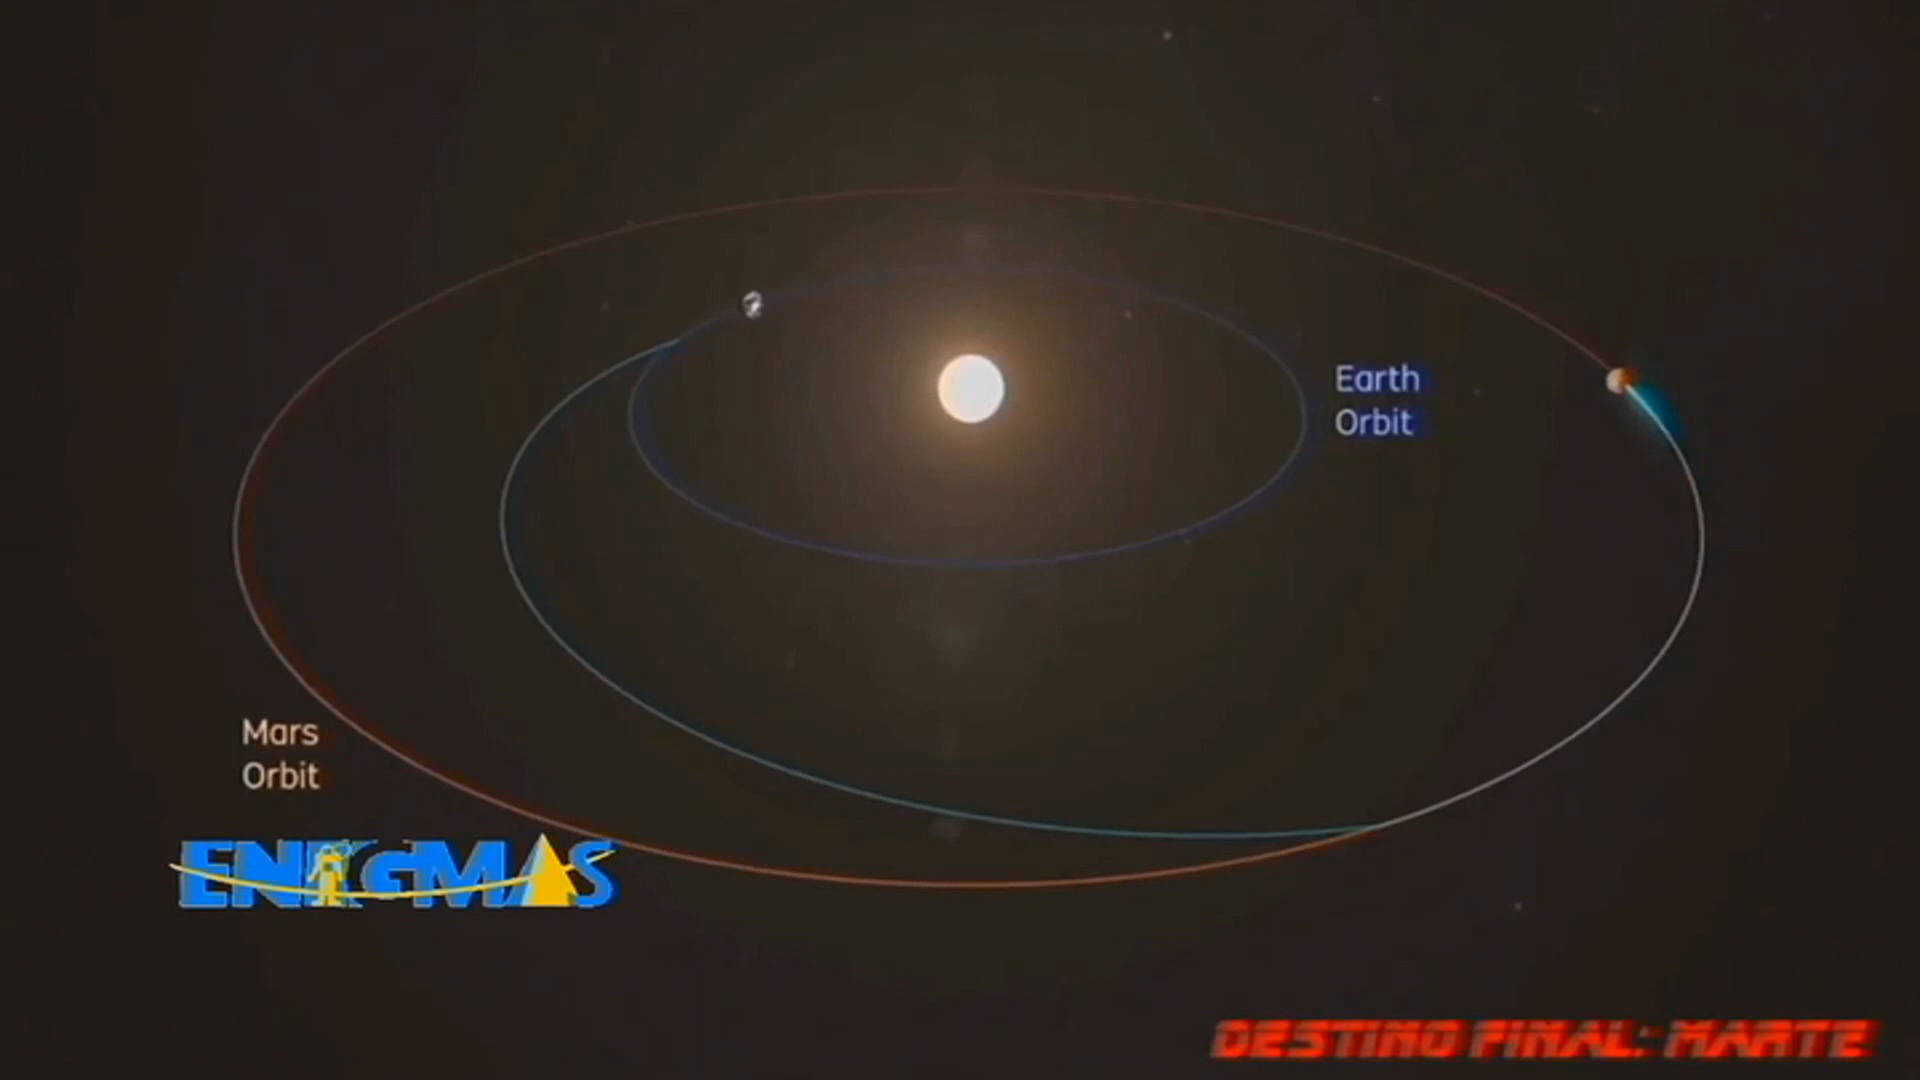 Earth
Orbit
Mars
Orbit
ENIGMAS
DESTINO FINAL: MARTE